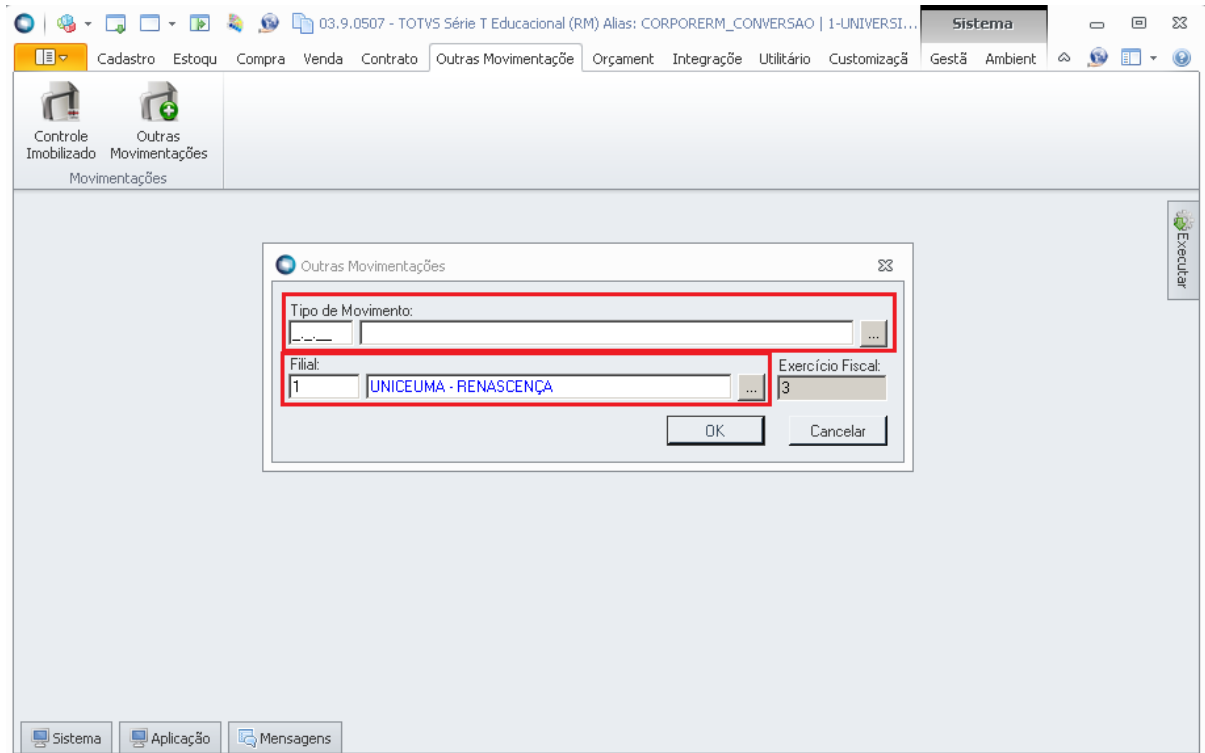 03.9.0507 - TOTVS Série T Educacional (RM) Alias: CORPORERM_CONVERSAO | 1-UNIVERSI... Sistema
Cadastro Estoqu Compra Venda Contrato Outras Movimentaçõe Orçament Integraçõe Utilitário Customizaçã Gestã Ambient
Controle Imobilizado
Outras Movimentações
Movimentações
Executar
Outras Movimentações
Tipo de Movimento:
_._.__
...
Filial: Exercício Fiscal:
1 UNICEUMA - RENASCENÇA ... 3
OK Cancelar
Sistema Aplicação Mensagens